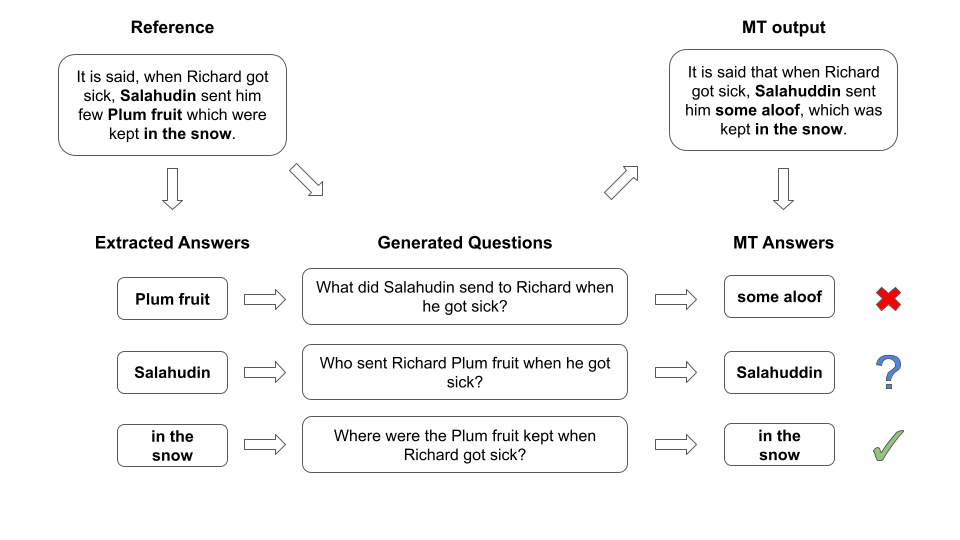 Reference
MT output
It is said, when Richard got
sick, Salahudin sent him
few Plum fruit which were
kept in the snow.
It is said that when Richard
got sick, Salahuddin sent
him some aloof, which was
kept in the snow.
Extracted Answers
Generated Questions
MT Answers
Plum fruit
What did Salahudin send to Richard when
he got sick?
some aloof
Salahudin
Who sent Richard Plum fruit when he got
sick?
Salahuddin
?
in the
snow
Where were the Plum fruit kept when
Richard got sick?
in the
snow